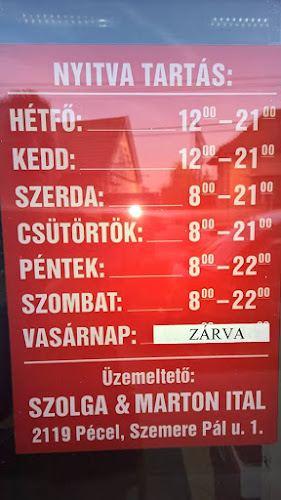 NYITVA TARTÁS:
HÉTFŐ: 12⁰⁰–21⁰⁰
KEDD: 12⁰⁰–21⁰⁰
SZERDA: 8⁰⁰–21⁰⁰
CSÜTÖRTÖK: 8⁰⁰–21⁰⁰
PÉNTEK: 8⁰⁰–22⁰⁰
SZOMBAT: 8⁰⁰–22⁰⁰
VASÁRNAP: ZÁRVA
Üzemeltető:
SZOLGA & MARTON ITAL
2119 Pécel, Szemere Pál u. 1.